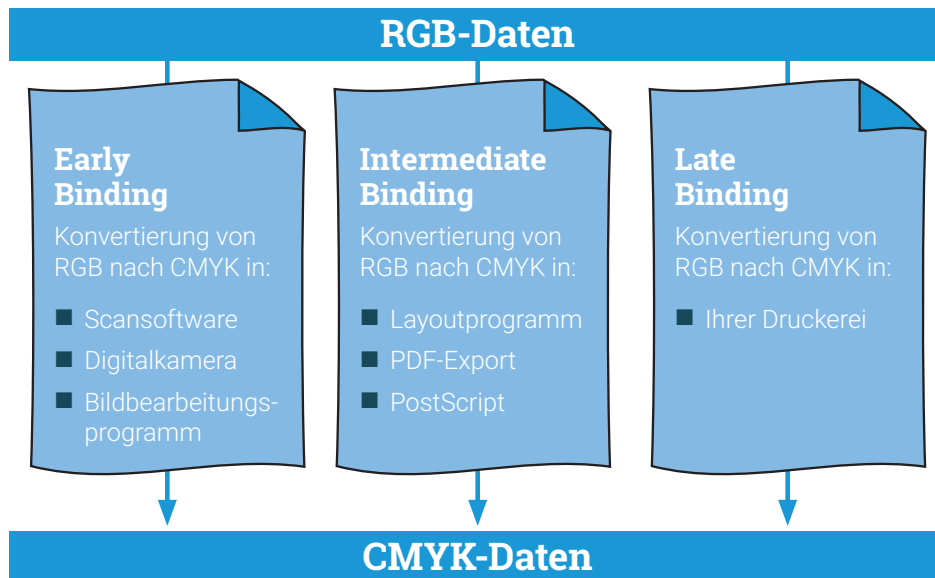 RGB-Daten
Early
Binding
Konvertierung von
RGB nach CMYK in:
Scansoftware
Digitalkamera
Bildbearbeitungs-
programm
Intermediate
Binding
Konvertierung von
RGB nach CMYK in:
Layoutprogramm
PDF-Export
PostScript
Late
Binding
Konvertierung von
RGB nach CMYK in:
Ihrer Druckerei
CMYK-Daten